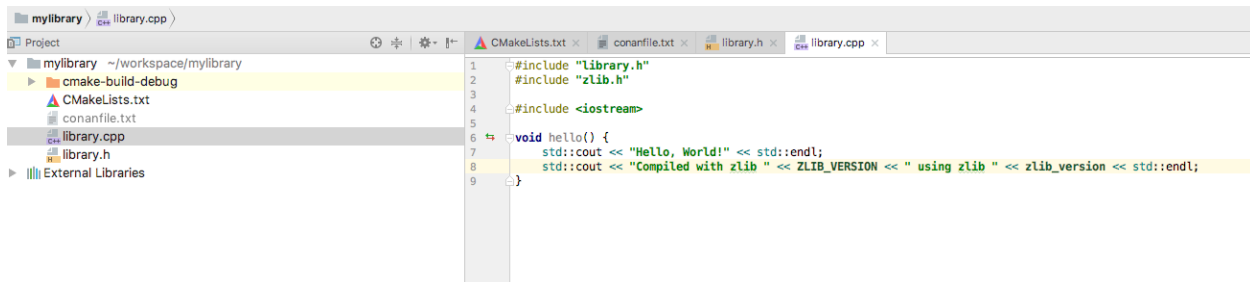 mylibrary library.cpp
Project
CMakeLists.txt conanfile.txt library.h library.cpp
mylibrary ~/workspace/mylibrary
cmake-build-debug
CMakeLists.txt
conanfile.txt
library.cpp
library.h
External Libraries
1 #include "library.h"
2 #include "zlib.h"
3
4 #include <iostream>
5
6 void hello() {
7 std::cout << "Hello, World!" << std::endl;
8 std::cout << "Compiled with zlib " << ZLIB_VERSION << " using zlib " << zlib_version << std::endl;
9 }